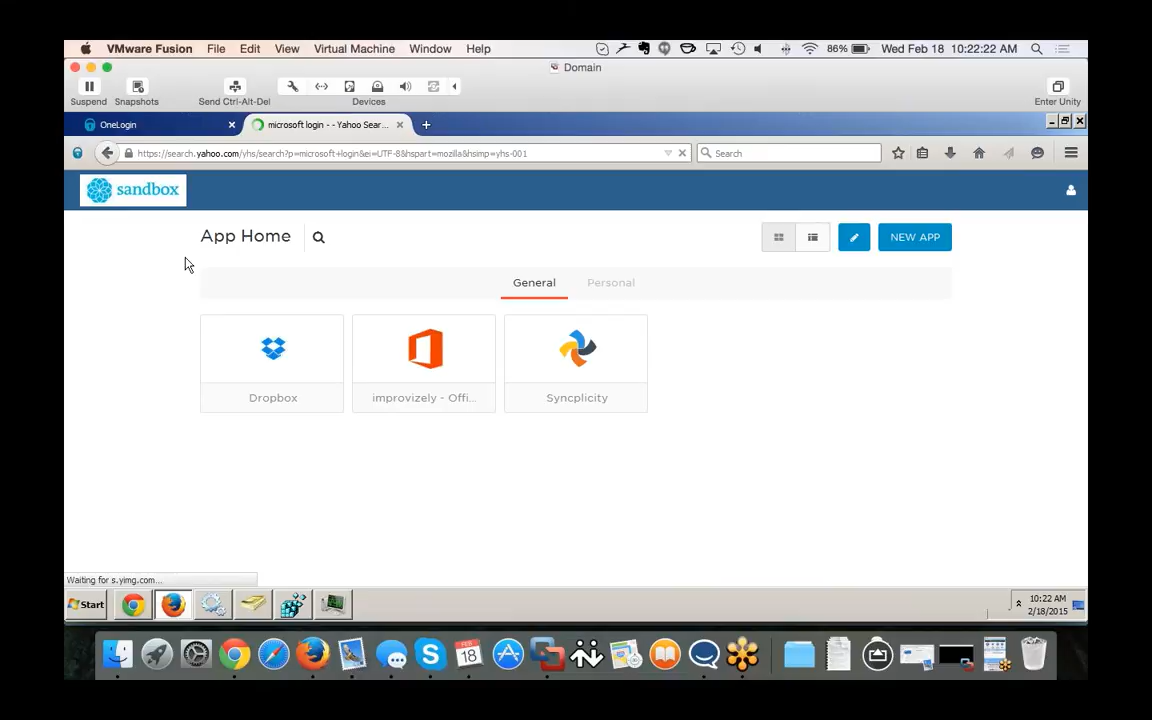 VMware Fusion File Edit View Virtual Machine Window Help 86% Wed Feb 18 10:22:22 AM
Domain
Suspend Snapshots Send Ctrl-Alt-Del Devices Enter Unity
OneLogin microsoft login - - Yahoo Sear...
https://search.yahoo.com/yhs/search?p=microsoft+login&ei=UTF-8&hspart=mozilla&hsimp=yhs-001 Search
sandbox
App Home NEW APP
General Personal
Dropbox improvizely - Offi... Syncplicity
Waiting for s.yimg.com...
Start 10:22 AM
2/18/2015
FEB
18